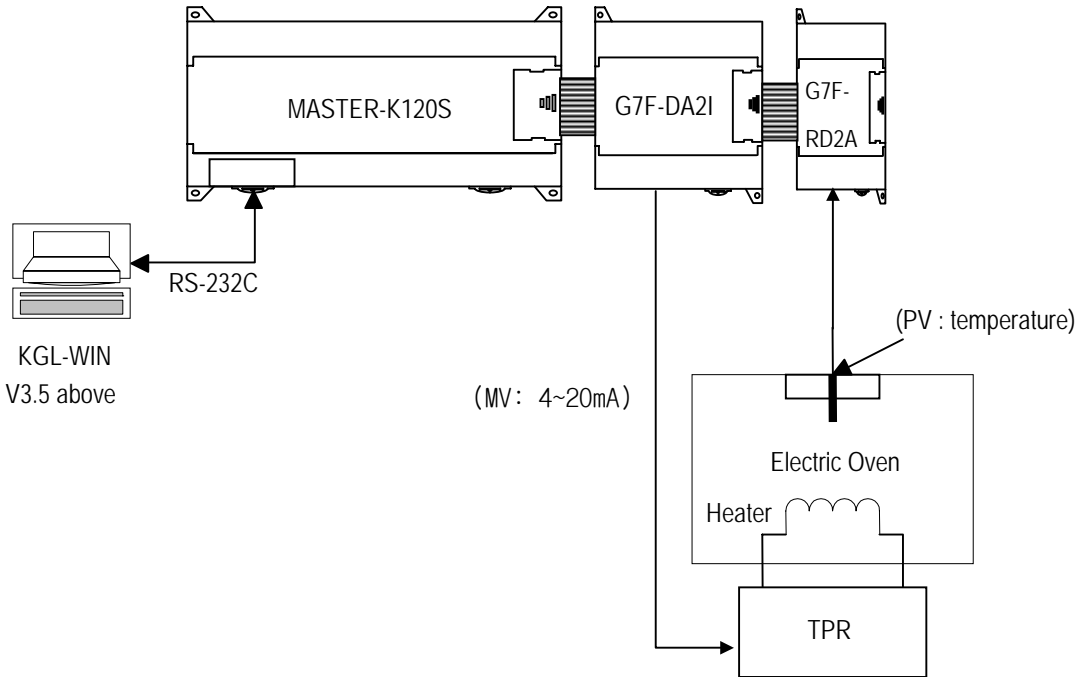 MASTER-K120S
G7F-DA2I
G7F-
RD2A
RS-232C
KGL-WIN
V3.5 above
(PV : temperature)
(MV: 4~20mA)
Electric Oven
Heater
TPR